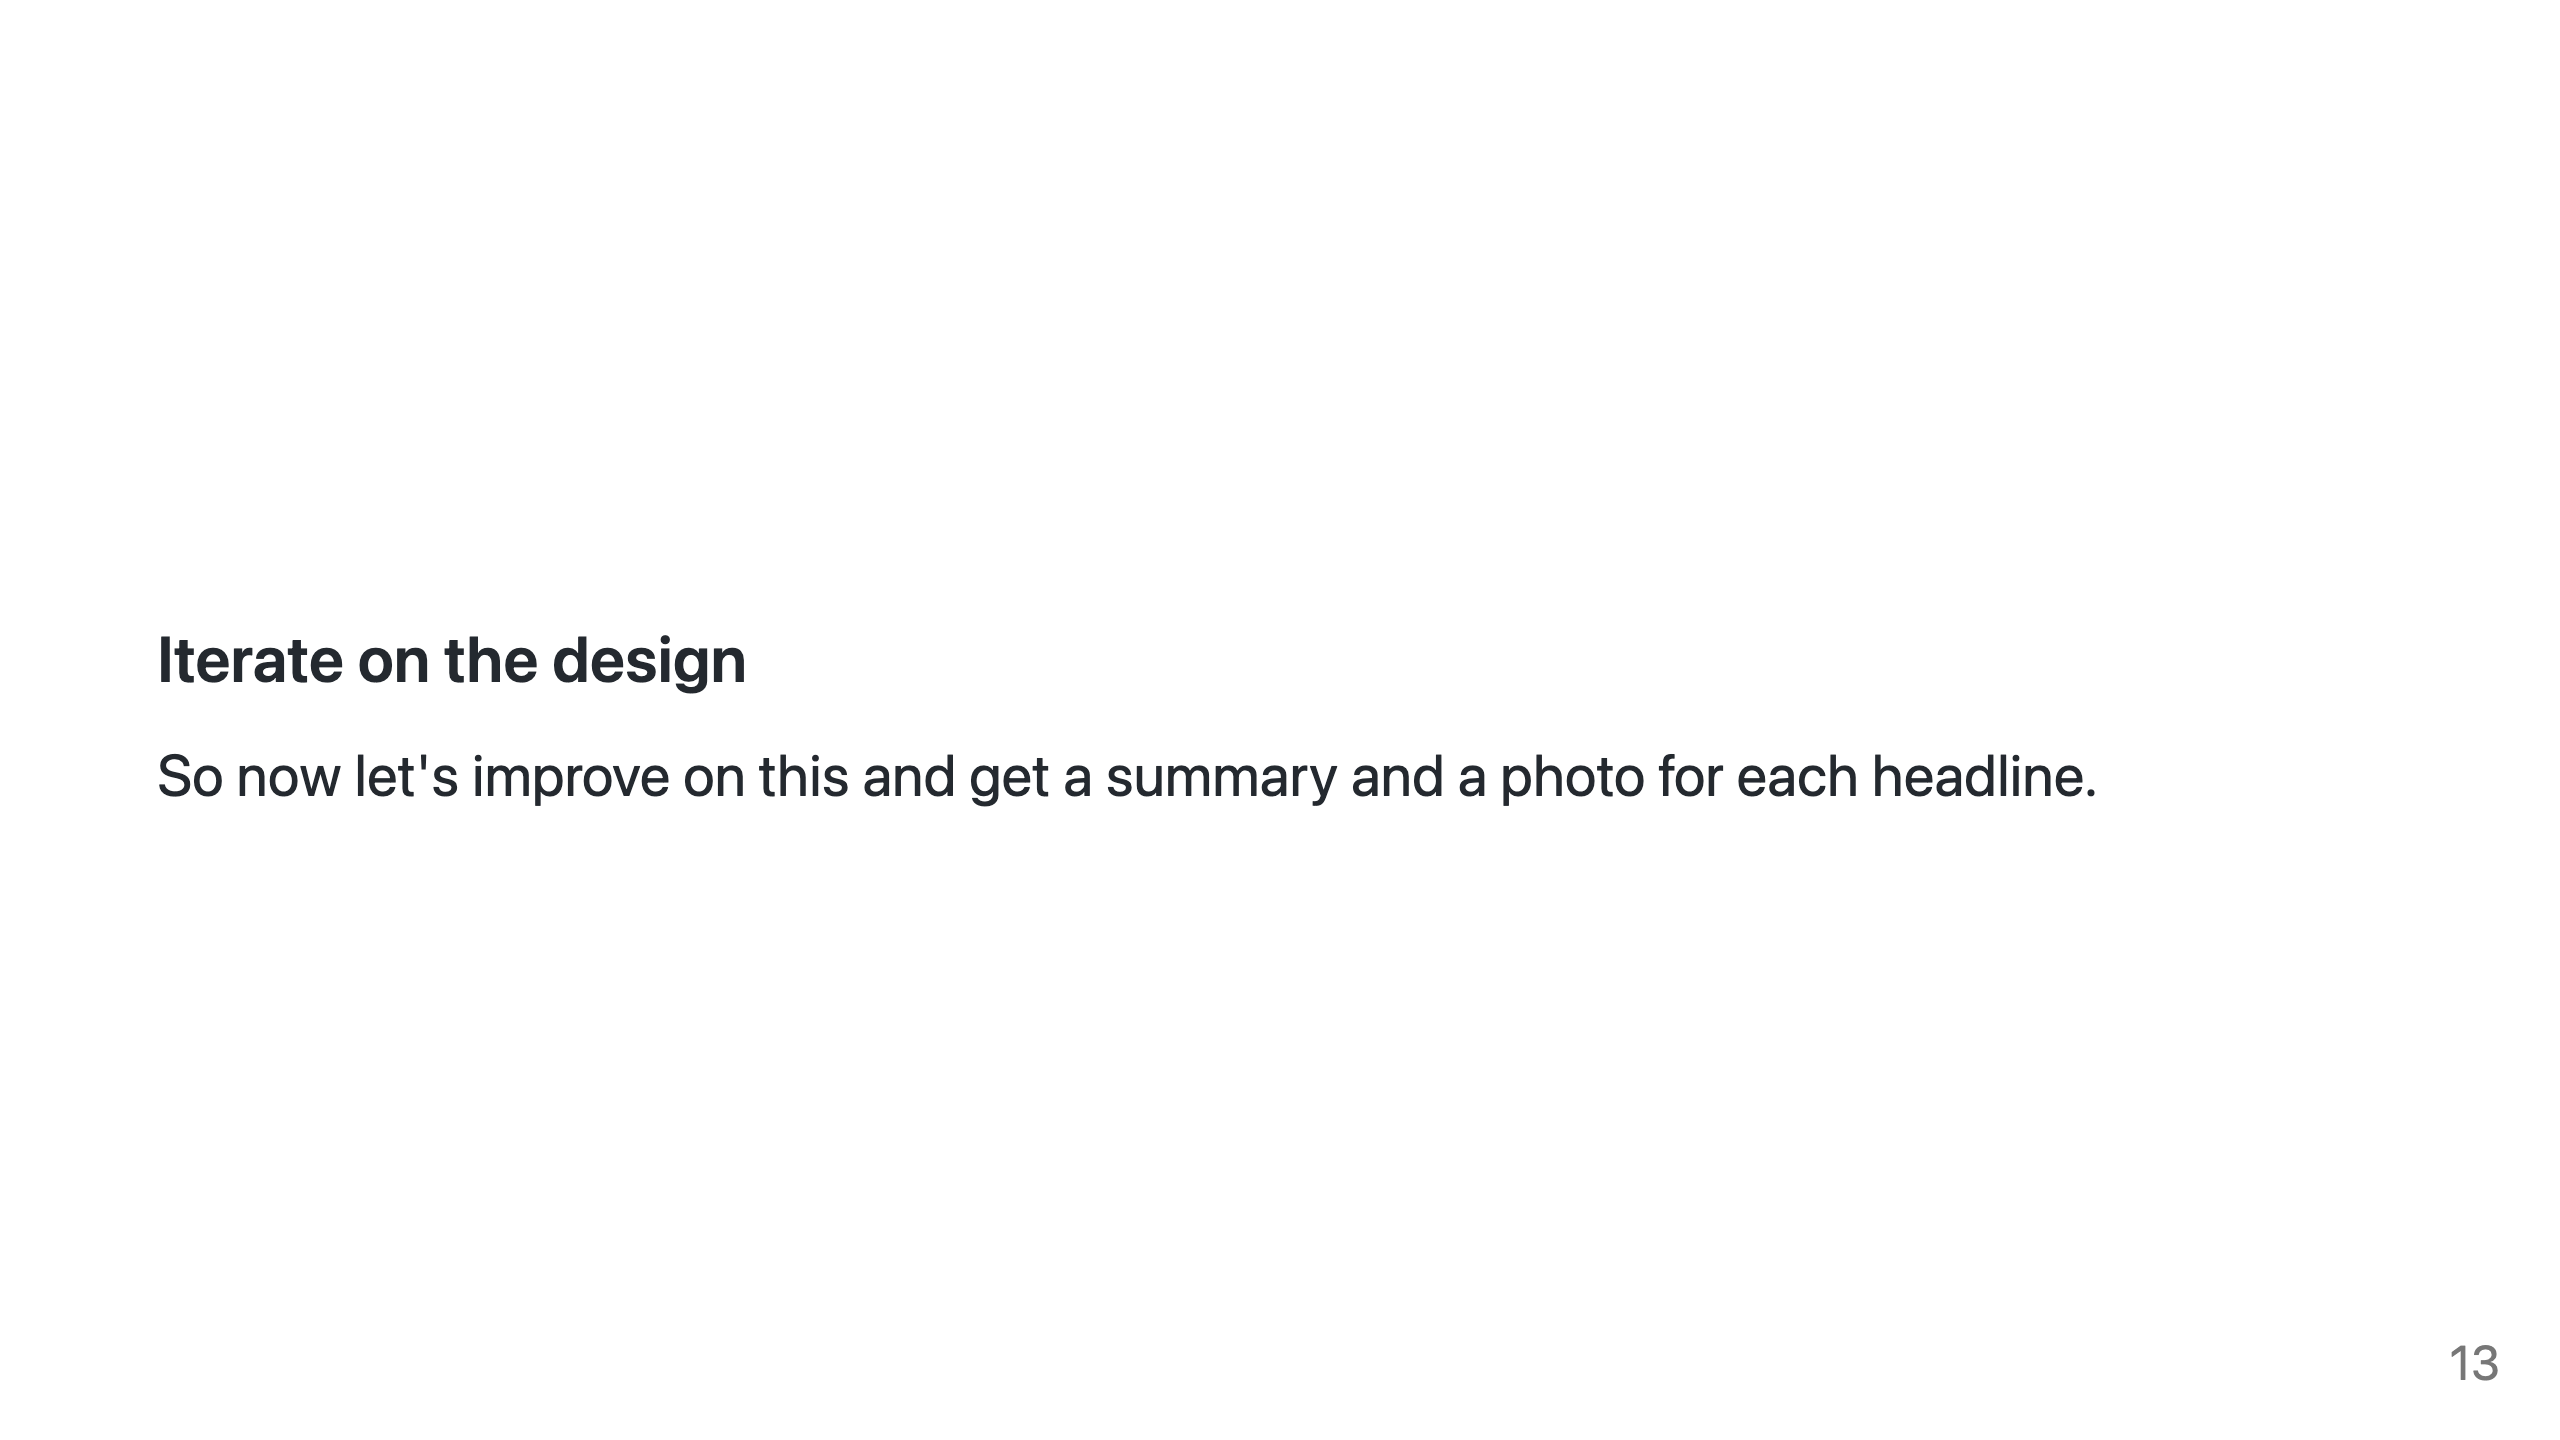 Iterate on the design
So now let's improve on this and get a summary and a photo for each headline.
13